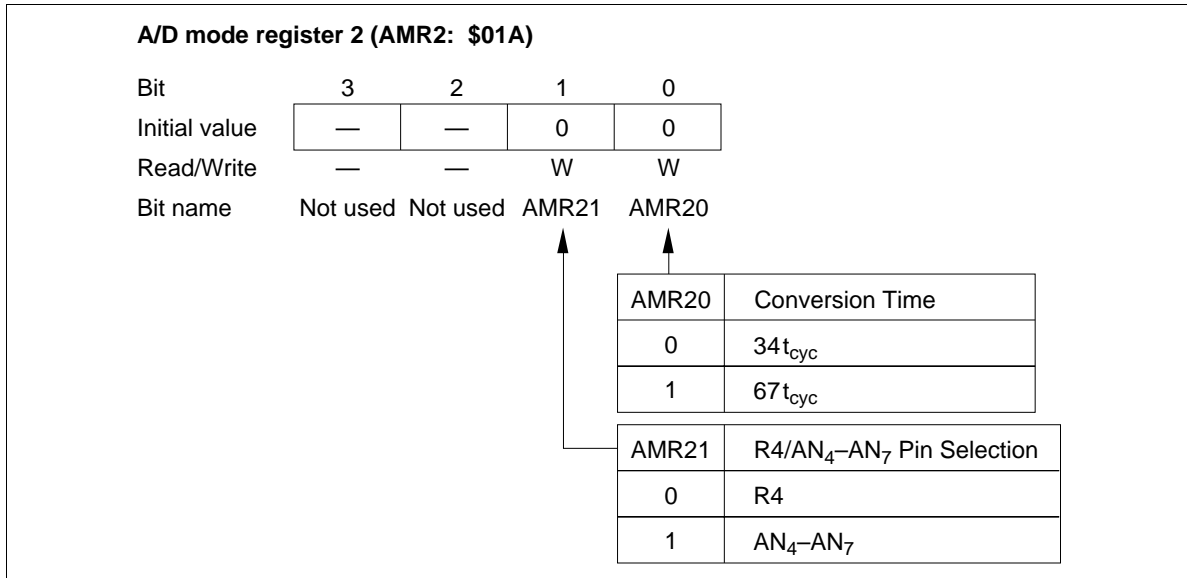 A/D mode register 2 (AMR2: $01A)
Bit 3 2 1 0
Initial value — — 0 0
Read/Write — — W W
Bit name Not used Not used AMR21 AMR20
AMR20 Conversion Time
0 34tcyc
1 67tcyc
AMR21 R4/AN4–AN7 Pin Selection
0 R4
1 AN4–AN7